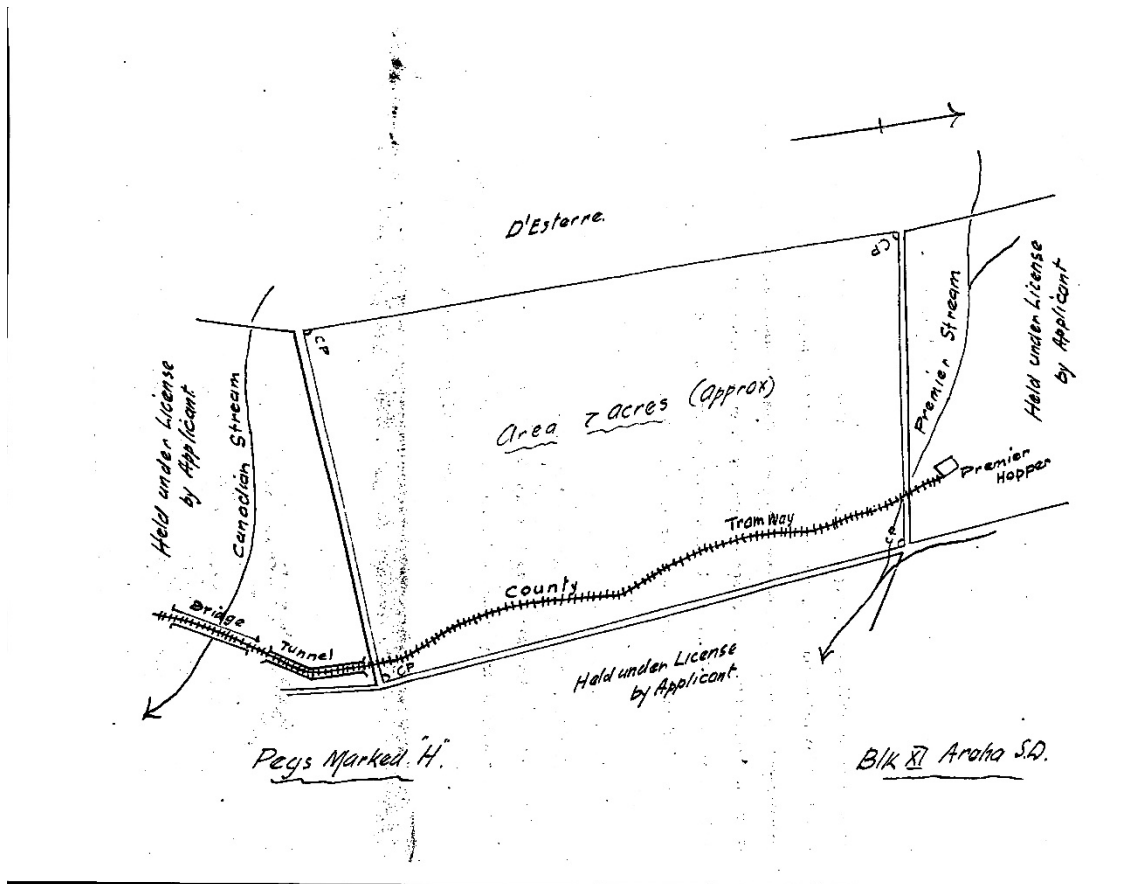 D'Esterre.
CP
CP
Held under License
by Applicant
Canadian Stream
Area 7 acres (approx)
Premier Stream
Held under License
by Applicant
Premier
Hopper
Tramway
County
CP
Bridge
Tunnel
CP
Held under License
by Applicant.
Pegs Marked "H".
Blk XI Aroha S.D.